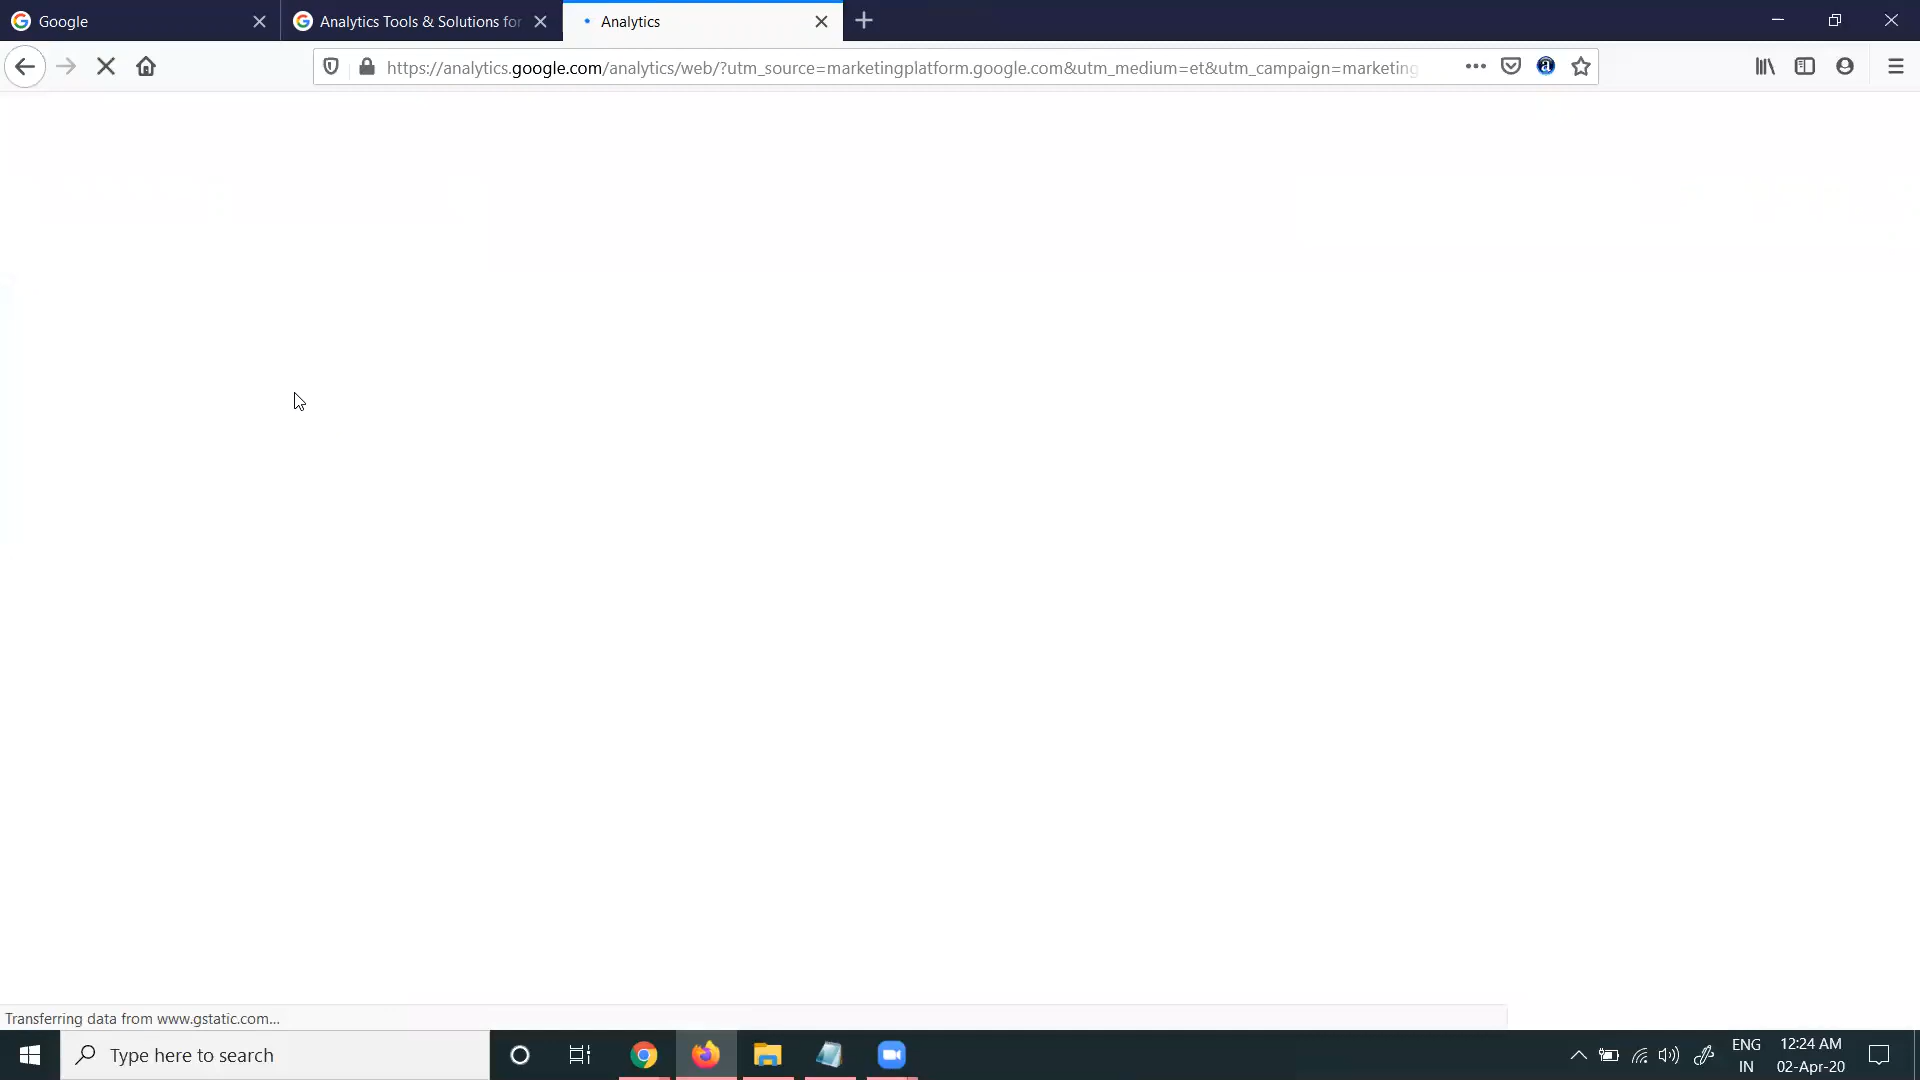 Google
Analytics Tools & Solutions for
Analytics
https://analytics.google.com/analytics/web/?utm_source=marketingplatform.google.com&utm_medium=et&utm_campaign=marketing
Transferring data from www.gstatic.com...
Type here to search
ENG
IN
12:24 AM
02-Apr-20